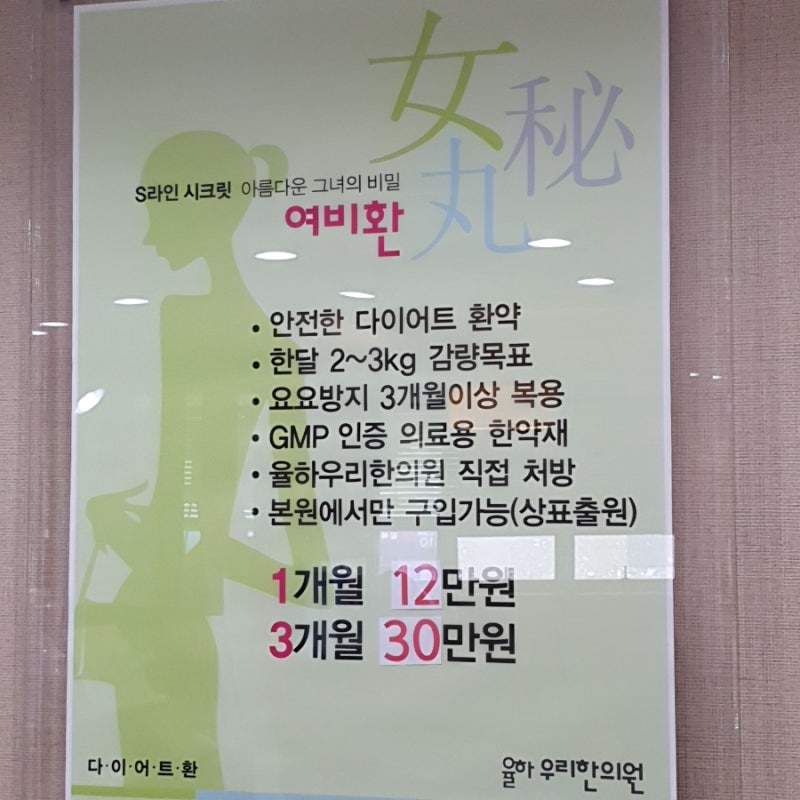 女秘丸
S라인 시크릿 아름다운 그녀의 비밀
여비환
• 안전한 다이어트 환약
• 한달 2~3kg 감량목표
• 요요방지 3개월이상 복용
• GMP 인증 의료용 한약재
• 율하우리한의원 직접 처방
• 본원에서만 구입가능(상표출원)
1개월 12만원
3개월 30만원
다·이·어·트·환
율하 우리한의원